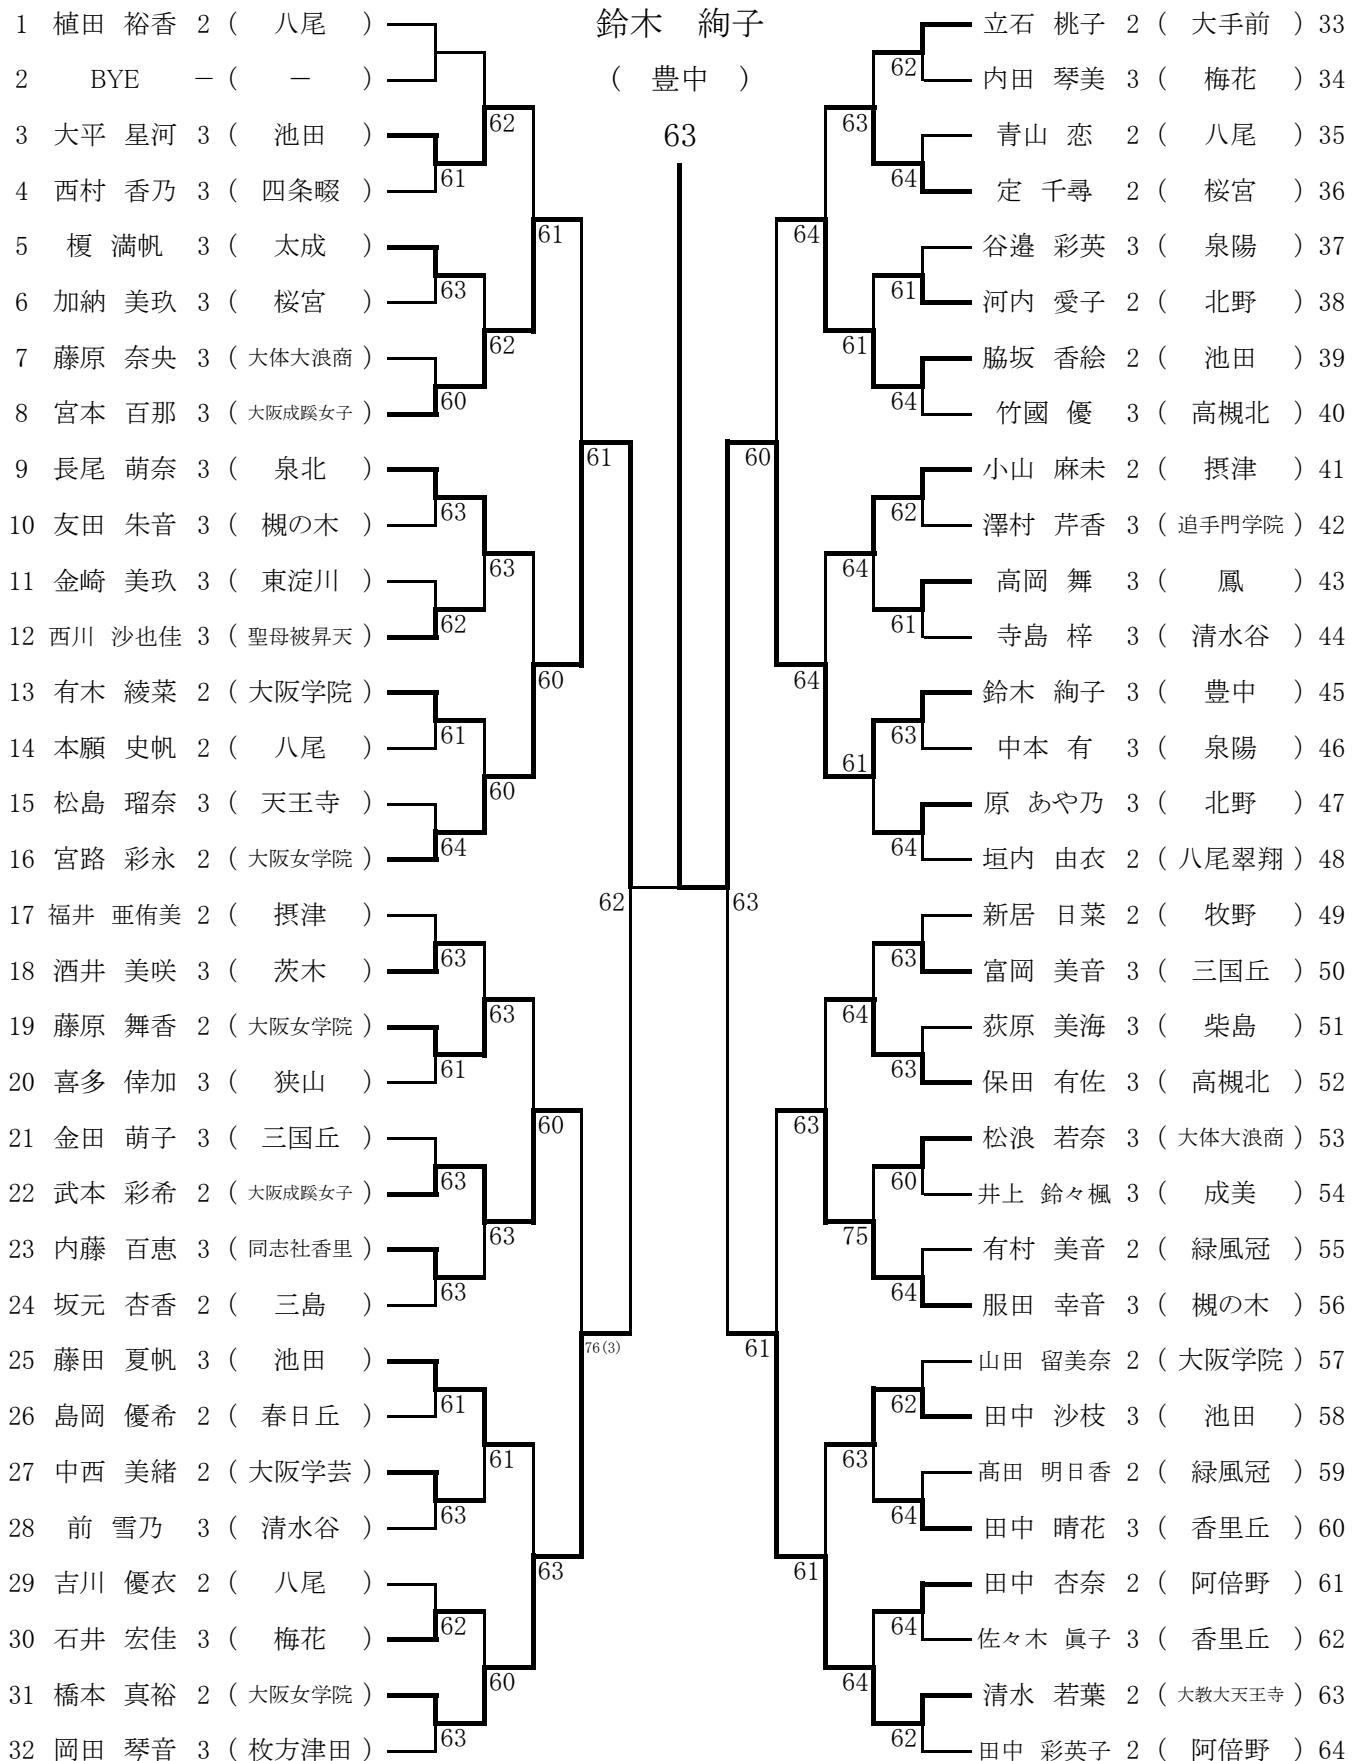 鈴木 絢子
( 豊中 )
63
1 植田 裕香 2 ( 八尾 )
2 BYE － ( － )
3 大平 星河 3 ( 池田 )
4 西村 香乃 3 ( 四条畷 )
5 榎 満帆 3 ( 太成 )
6 加納 美玖 3 ( 桜宮 )
7 藤原 奈央 3 ( 大体大浪商 )
8 宮本 百那 3 ( 大阪成蹊女子 )
9 長尾 萌奈 3 ( 泉北 )
10 友田 朱音 3 ( 槻の木 )
11 金崎 美玖 3 ( 東淀川 )
12 西川 沙也佳 3 ( 聖母被昇天 )
13 有木 綾菜 2 ( 大阪学院 )
14 本願 史帆 2 ( 八尾 )
15 松島 瑠奈 3 ( 天王寺 )
16 宮路 彩永 2 ( 大阪女学院 )
17 福井 亜侑美 2 ( 摂津 )
18 酒井 美咲 3 ( 茨木 )
19 藤原 舞香 2 ( 大阪女学院 )
20 喜多 倖加 3 ( 狭山 )
21 金田 萌子 3 ( 三国丘 )
22 武本 彩希 2 ( 大阪成蹊女子 )
23 内藤 百恵 3 ( 同志社香里 )
24 坂元 杏香 2 ( 三島 )
25 藤田 夏帆 3 ( 池田 )
26 島岡 優希 2 ( 春日丘 )
27 中西 美緒 2 ( 大阪学芸 )
28 前 雪乃 3 ( 清水谷 )
29 吉川 優衣 2 ( 八尾 )
30 石井 宏佳 3 ( 梅花 )
31 橋本 真裕 2 ( 大阪女学院 )
32 岡田 琴音 3 ( 枚方津田 )
61
63
60
63
62
61
64
63
61
63
63
61
63
62
63
62
62
63
60
63
63
61
60
61
60
60
63
61
76(3)
62
63
60
61
64
64
63
61
63
61
64
61
64
75
63
64
62
64
61
64
62
61
63
64
63
63
60
64
62
64
64
62
立石 桃子 2 ( 大手前 ) 33
内田 琴美 3 ( 梅花 ) 34
青山 恋 2 ( 八尾 ) 35
定 千尋 2 ( 桜宮 ) 36
谷邉 彩英 3 ( 泉陽 ) 37
河内 愛子 2 ( 北野 ) 38
脇坂 香絵 2 ( 池田 ) 39
竹國 優 3 ( 高槻北 ) 40
小山 麻未 2 ( 摂津 ) 41
澤村 芹香 3 ( 追手門学院 ) 42
高岡 舞 3 ( 鳳 ) 43
寺島 梓 3 ( 清水谷 ) 44
鈴木 絢子 3 ( 豊中 ) 45
中本 有 3 ( 泉陽 ) 46
原 あや乃 3 ( 北野 ) 47
垣内 由衣 2 ( 八尾翠翔 ) 48
新居 日菜 2 ( 牧野 ) 49
富岡 美音 3 ( 三国丘 ) 50
荻原 美海 3 ( 柴島 ) 51
保田 有佐 3 ( 高槻北 ) 52
松浪 若奈 3 ( 大体大浪商 ) 53
井上 鈴々楓 3 ( 成美 ) 54
有村 美音 2 ( 緑風冠 ) 55
服田 幸音 3 ( 槻の木 ) 56
山田 留美奈 2 ( 大阪学院 ) 57
田中 沙枝 3 ( 池田 ) 58
髙田 明日香 2 ( 緑風冠 ) 59
田中 晴花 3 ( 香里丘 ) 60
田中 杏奈 2 ( 阿倍野 ) 61
佐々木 眞子 3 ( 香里丘 ) 62
清水 若葉 2 ( 大教大天王寺 ) 63
田中 彩英子 2 ( 阿倍野 ) 64